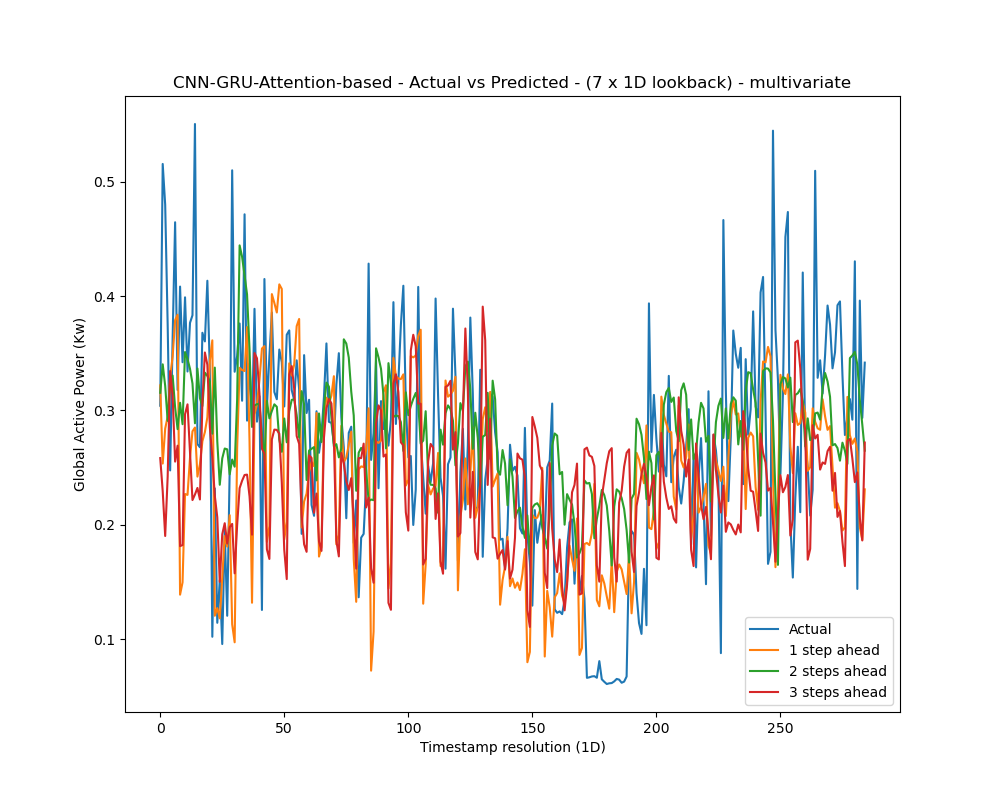 CNN-GRU-Attention-based - Actual vs Predicted - (7 x 1D lookback) - multivariate
0.5
0.4
0.3
0.2
0.1
Global Active Power (Kw)
0 50 100 150 200 250
Timestamp resolution (1D)
Actual
1 step ahead
2 steps ahead
3 steps ahead